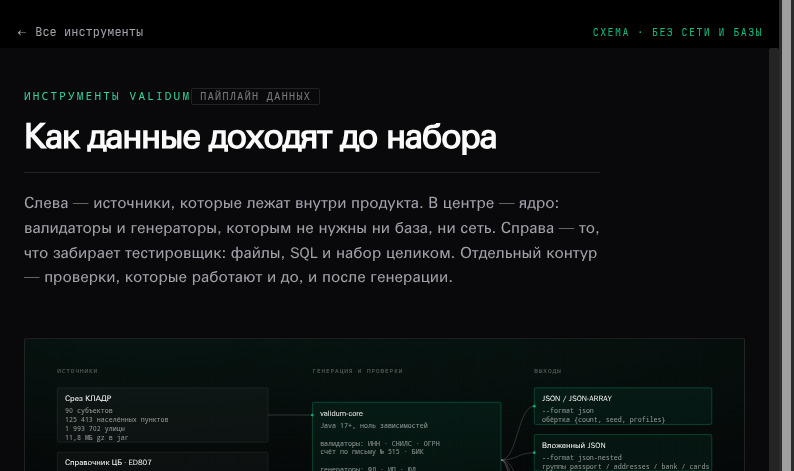 ← Все инструменты
СХЕМА · БЕЗ СЕТИ И БАЗЫ
ИНСТРУМЕНТЫ VALIDUM ПАЙПЛАЙН ДАННЫХ
Как данные доходят до набора
Слева — источники, которые лежат внутри продукта. В центре — ядро:
валидаторы и генераторы, которым не нужны ни база, ни сеть. Справа — то,
что забирает тестировщик: файлы, SQL и набор целиком. Отдельный контур
— проверки, которые работают и до, и после генерации.
ИСТОЧНИКИ
Срез КЛАДР
90 субъектов
125 413 населённых пунктов
1 993 702 улицы
11,8 МБ gz в jar
Справочник ЦБ · ED807
ГЕНЕРАЦИЯ И ПРОВЕРКИ
validum-core
Java 17+, ноль зависимостей
валидаторы: ИНН · СНИЛС · ОГРН
счёт по письму № 515 · БИК
генераторы: ФЛ · ИП · ЮЛ
ВЫХОДЫ
JSON / JSON-ARRAY
--format json
обёртка {count, seed, profiles}
Вложенный JSON
--format json-nested
группы passport / addresses / bank / cards